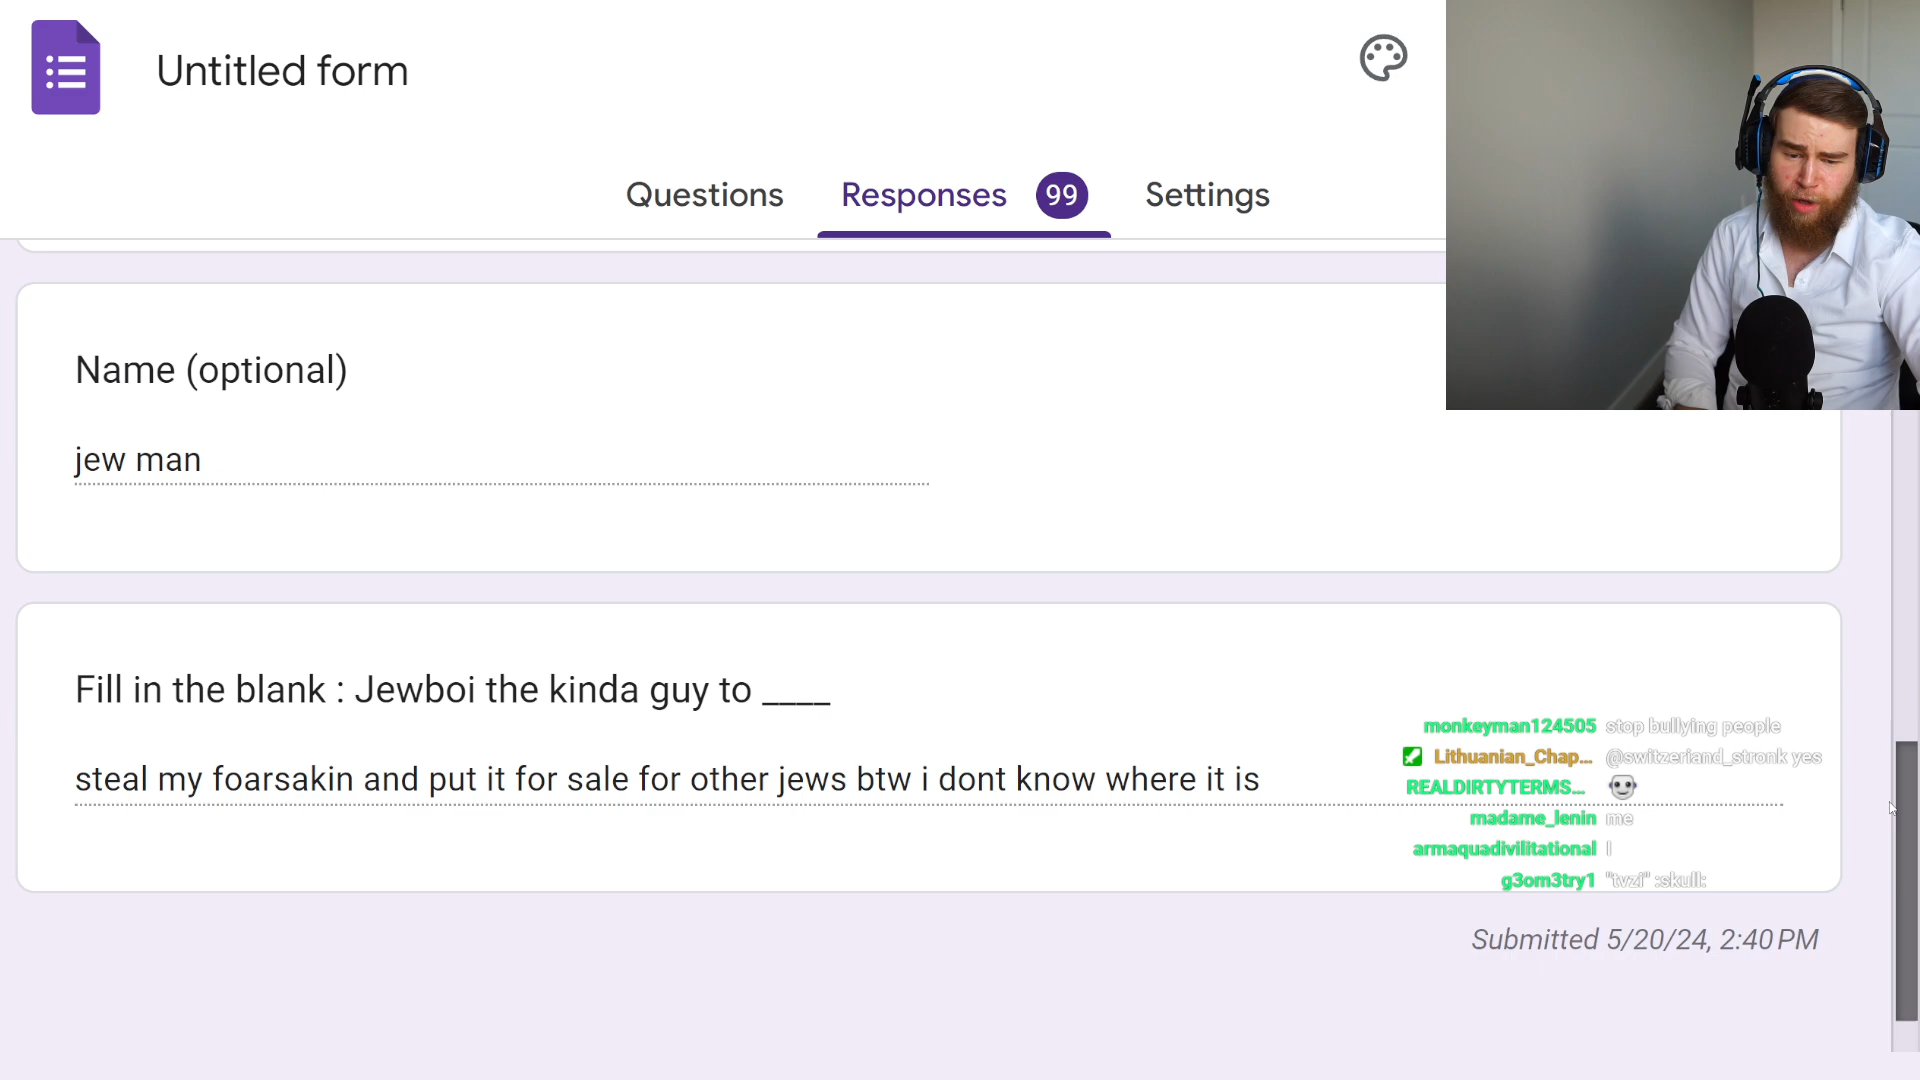 Untitled form
Questions
Responses 99
Settings
Name (optional)
jew man
Fill in the blank : Jewboi the kinda guy to ____
steal my foarsakin and put it for sale for other jews btw i dont know where it is
monkeyman124505 stop bullying people
Lithuanian_Chap... @switzerland_stronk yes
REALDIRTYTERMS...
madame_lenin me
armaquadivilitational I
g3om3try1 "tvzi" :skull:
Submitted 5/20/24, 2:40 PM